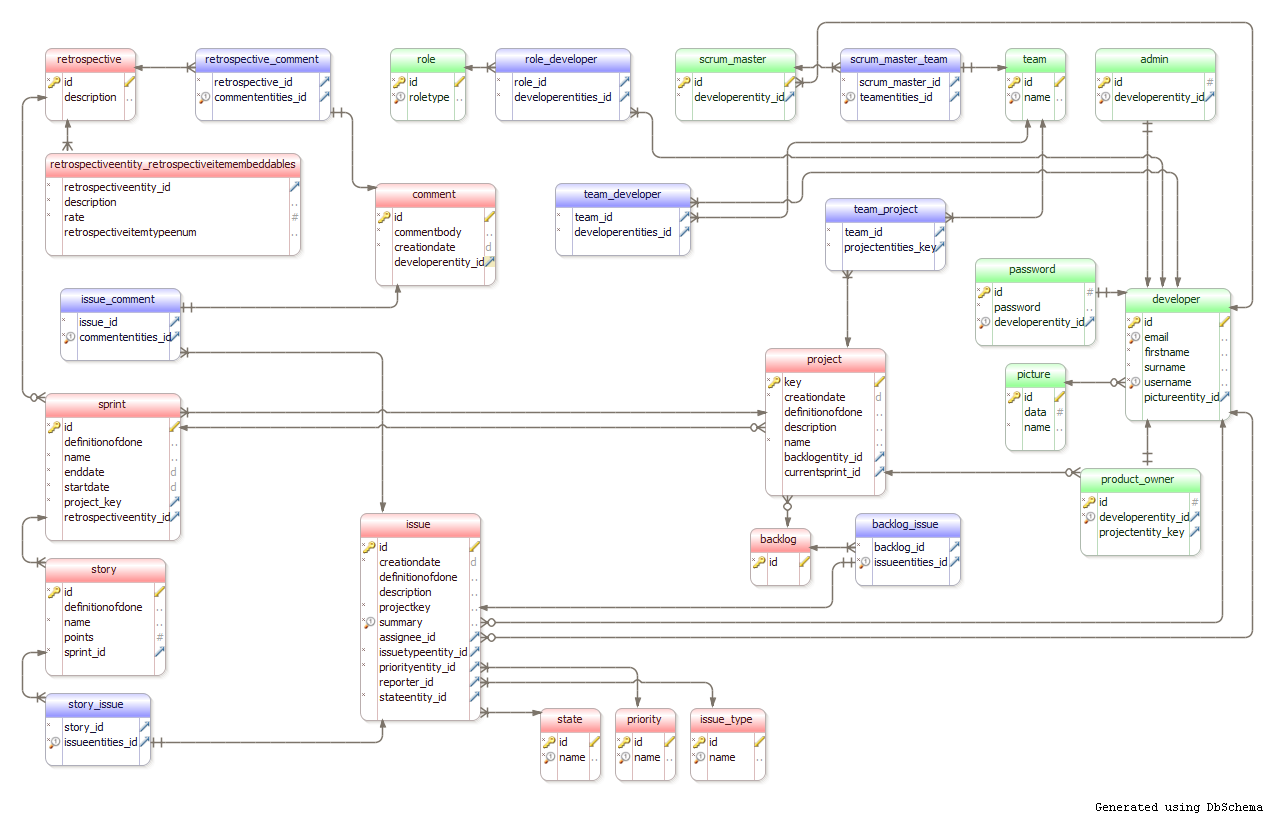 retrospective
id
description
retrospective_comment
retrospective_id
commententities_id
role
id
roletype
role_developer
role_id
developerentities_id
scrum_master
id
developerentity_id
scrum_master_team
scrum_master_id
teamentities_id
team
id
name
admin
id
developerentity_id
retrospectiveentity_retrospectiveitemembeddables
retrospectiveentity_id
description
rate
retrospectiveitemtypeenum
comment
id
commentbody
creationdate
developerentity_id
team_developer
team_id
developerentities_id
team_project
team_id
projectentities_key
password
id
password
developerentity_id
developer
id
email
firstname
surname
username
pictureentity_id
issue_comment
issue_id
commententities_id
project
key
creationdate
definitionofdone
description
name
backlogentity_id
currentsprint_id
picture
id
data
name
sprint
id
definitionofdone
name
enddate
startdate
project_key
retrospectiveentity_id
product_owner
id
developerentity_id
projectentity_key
issue
id
creationdate
definitionofdone
description
projectkey
summary
assignee_id
issuetypeentity_id
priorityentity_id
reporter_id
stateentity_id
backlog
id
backlog_issue
backlog_id
issueentities_id
story
id
definitionofdone
name
points
sprint_id
story_issue
story_id
issueentities_id
state
id
name
priority
id
name
issue_type
id
name
Generated using DbSchema